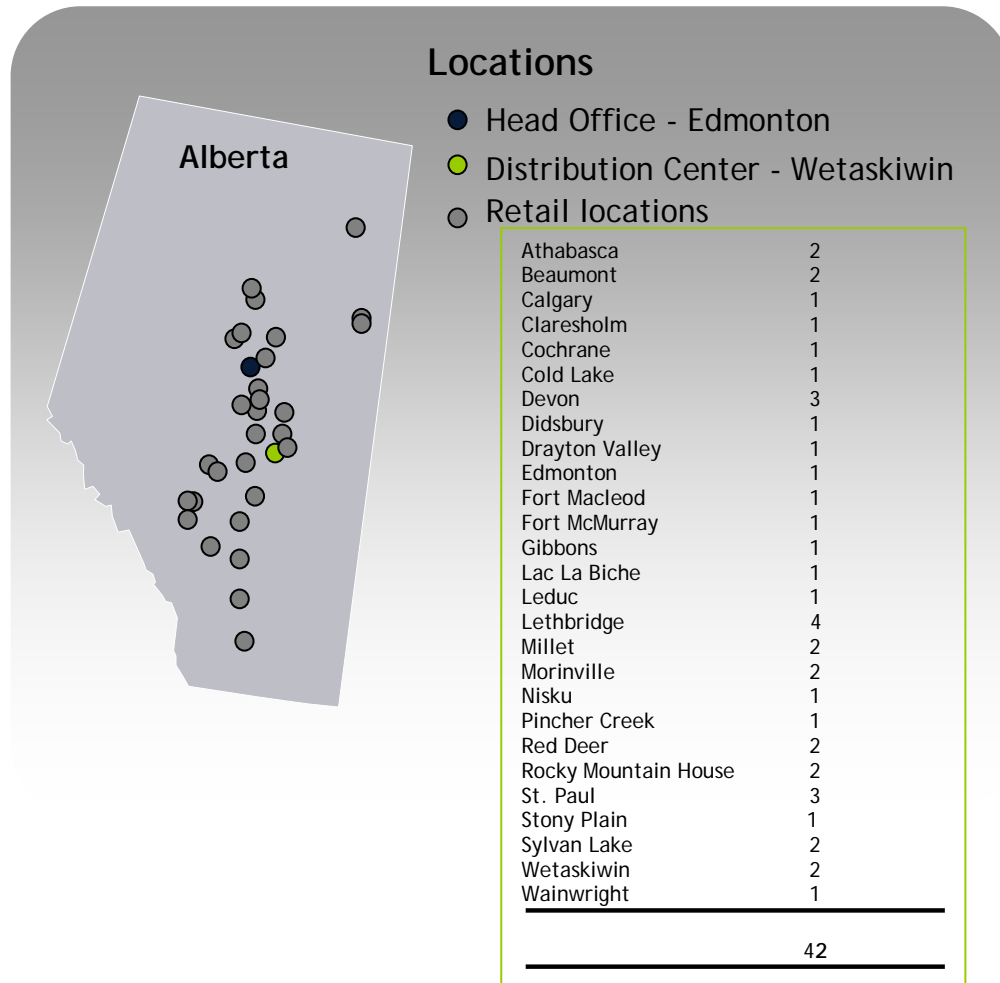 Locations
Alberta
Head Office - Edmonton
Distribution Center - Wetaskiwin
Retail locations
Athabasca 2
Beaumont 2
Calgary 1
Claresholm 1
Cochrane 1
Cold Lake 1
Devon 3
Didsbury 1
Drayton Valley 1
Edmonton 1
Fort Macleod 1
Fort McMurray 1
Gibbons 1
Lac La Biche 1
Leduc 1
Lethbridge 4
Millet 2
Morinville 2
Nisku 1
Pincher Creek 1
Red Deer 2
Rocky Mountain House 2
St. Paul 3
Stony Plain 1
Sylvan Lake 2
Wetaskiwin 2
Wainwright 1
42